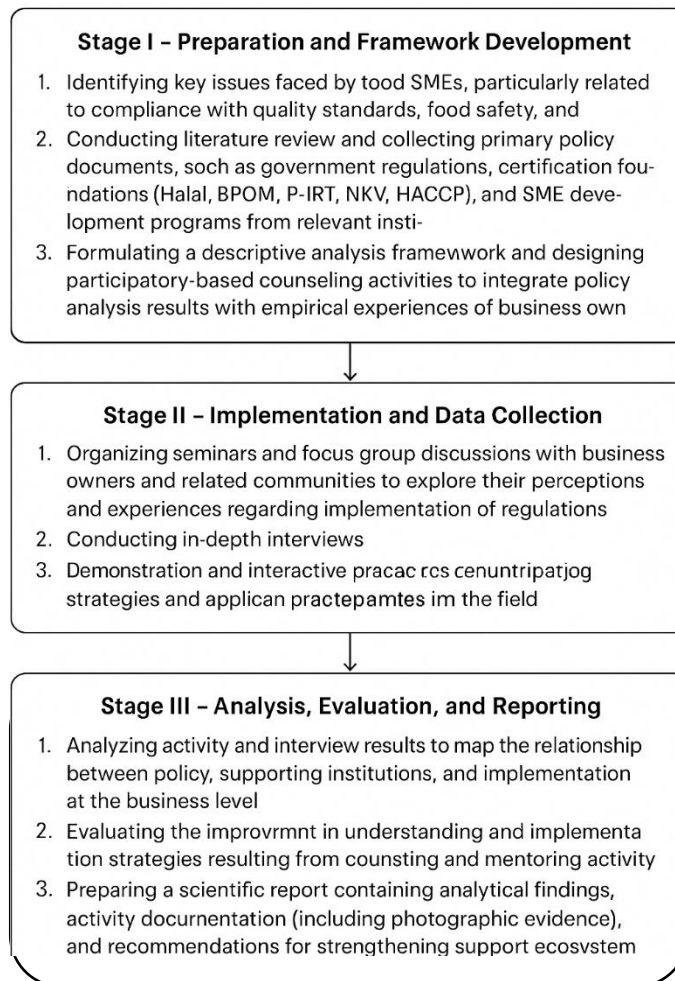 Stage I – Preparation and Framework Development
1. Identifying key issues faced by tood SMEs, particularly related
to compliance with quality standards, food safety, and
2. Conducting literature review and collecting primary policy
documents, such as government regulations, certification fou-
ndations (Halal, BPOM, P-IRT, NKV, HACCP), and SME deve-
lopment programs from relevant insti-
3. Formulating a descriptive analysis framework and designing
participatory-based counseling activities to integrate policy
analysis results with empirical experiences of business own
Stage II – Implementation and Data Collection
1. Organizing seminars and focus group discussions with business
owners and related communities to explore their perceptions
and experiences regarding implementation of regulations
2. Conducting in-depth interviews
3. Demonstration and interactive pracac rcs cenuntripatjog
strategies and applican practepamtes im the field
Stage III – Analysis, Evaluation, and Reporting
1. Analyzing activity and interview results to map the relationship
between policy, supporting institutions, and implementation
at the business level
2. Evaluating the improvrmnt in understanding and implementa
tion strategies resulting from counsting and mentoring activity
3. Preparing a scientific report containing analytical findings,
activity docurnentation (including photographic evidence),
and recommendations for strengthening support ecosvstem